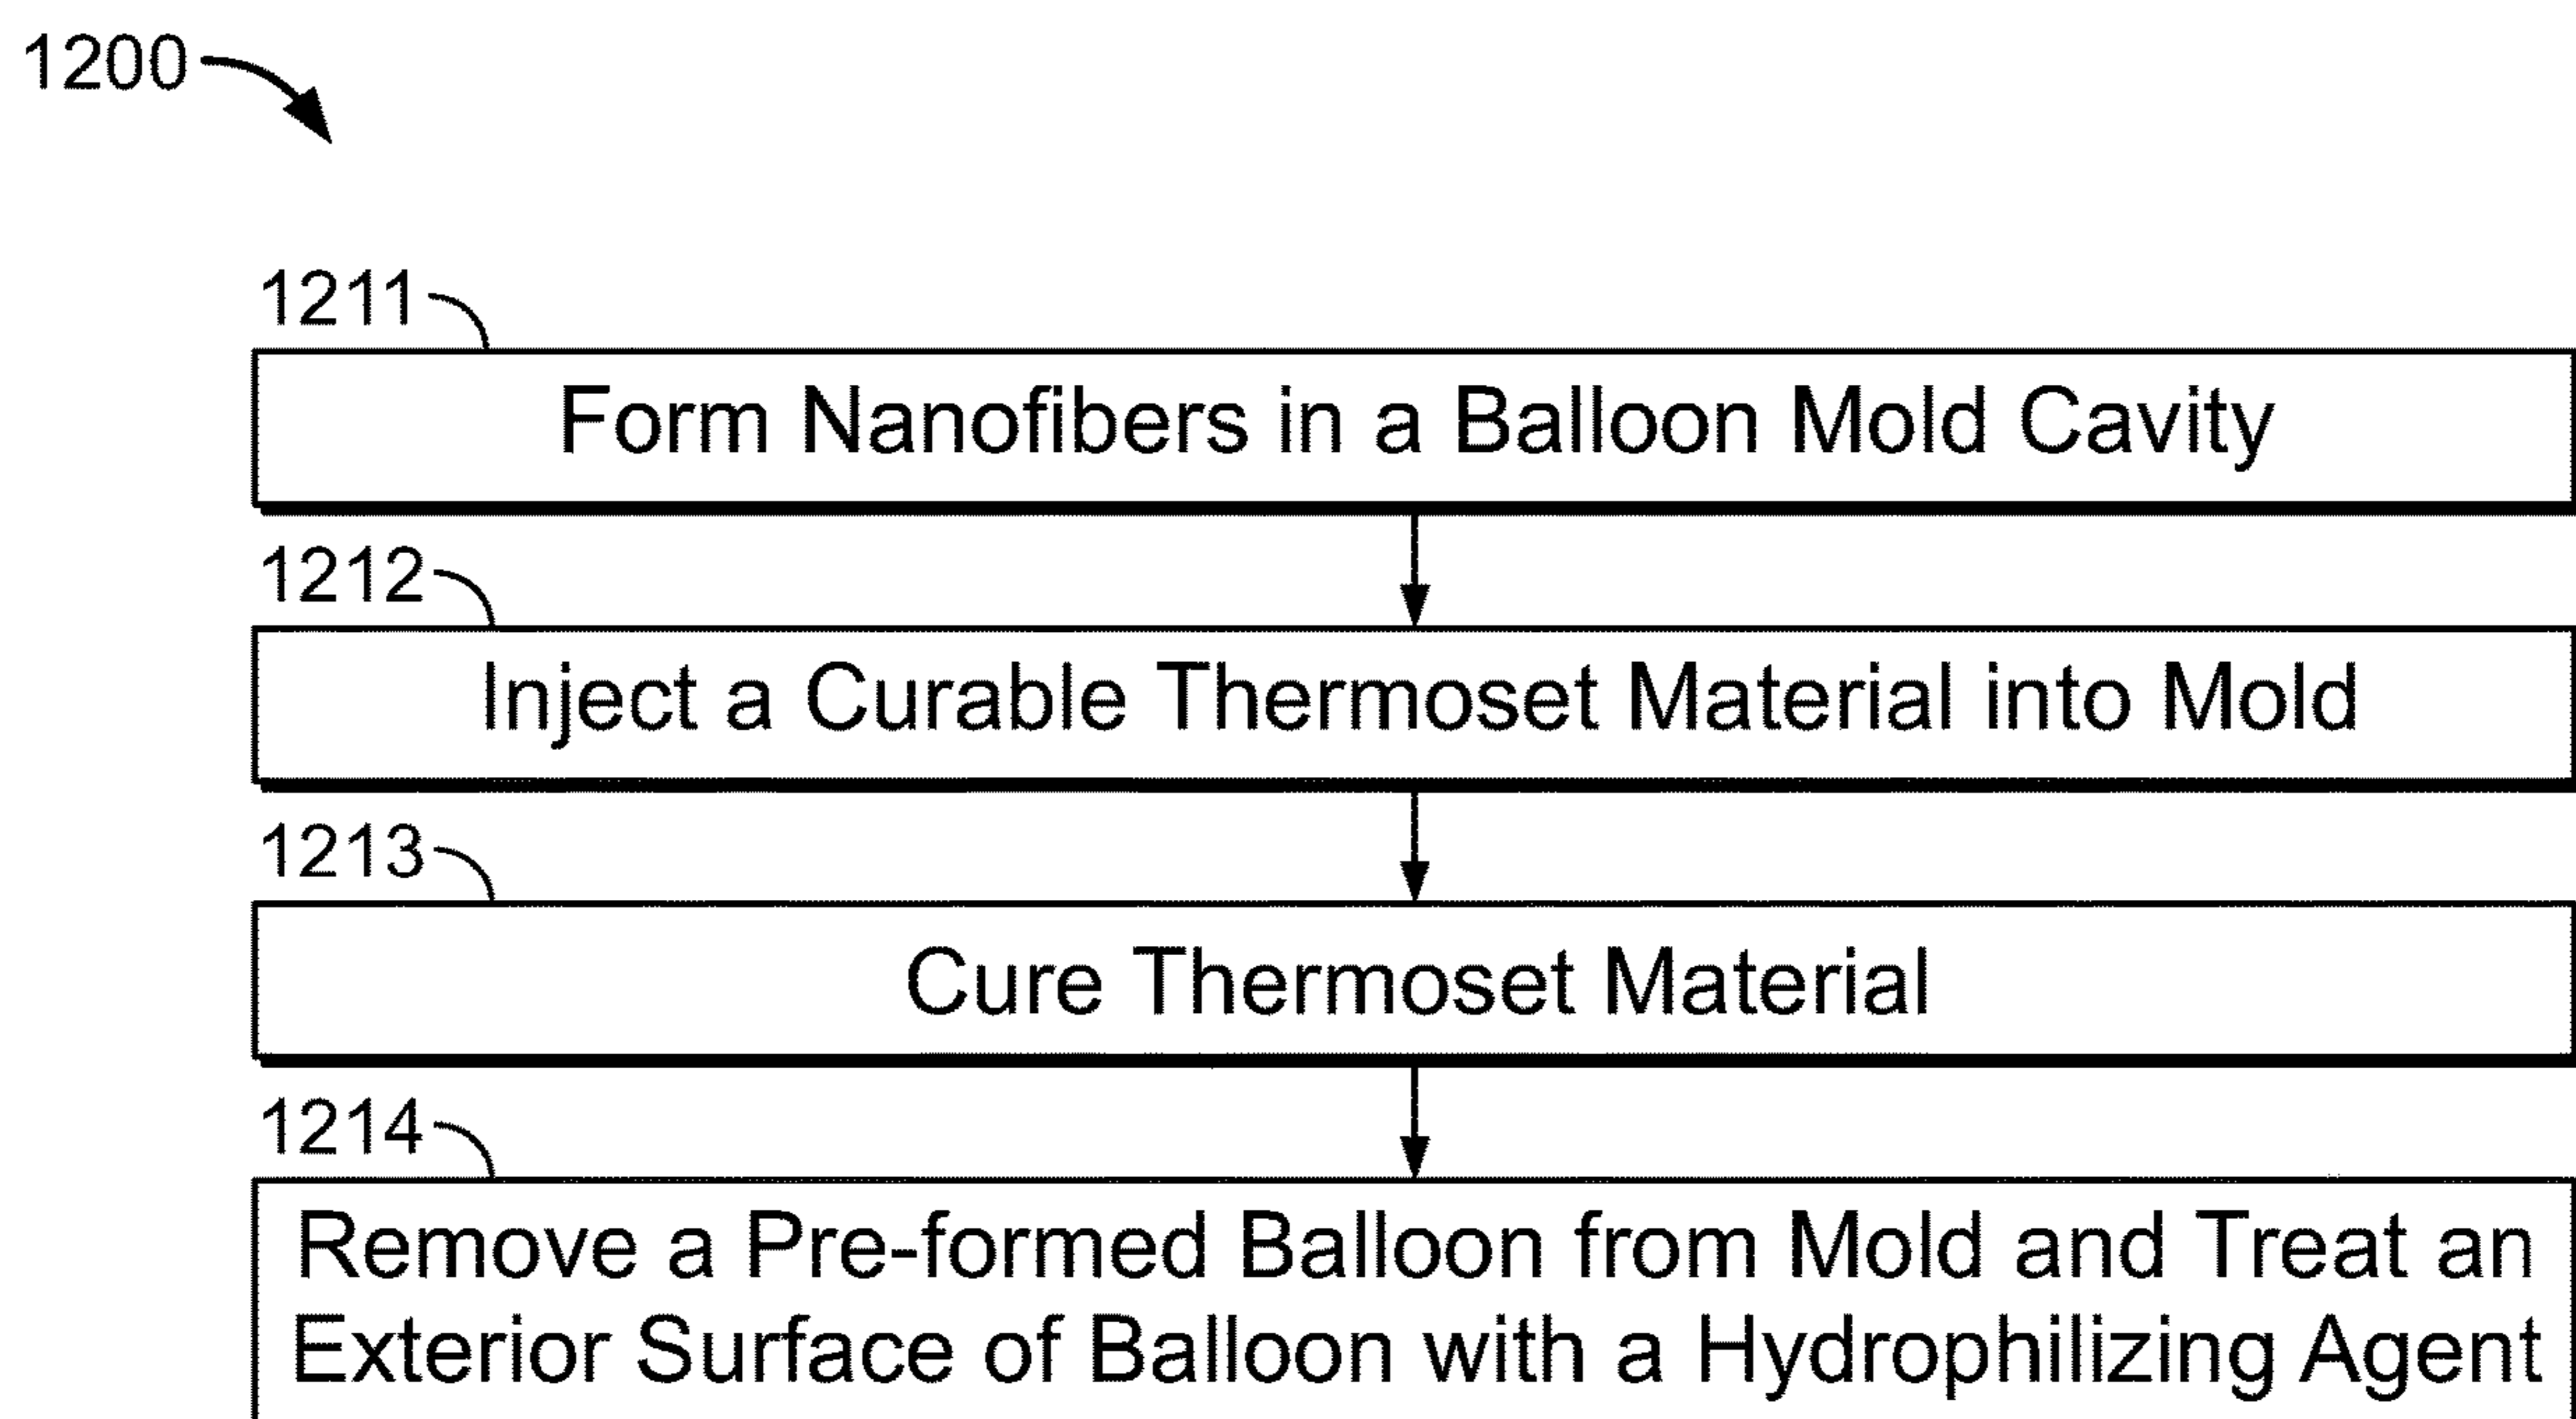 1200
1211
Form Nanofibers in a Balloon Mold Cavity
1212
Inject a Curable Thermoset Material into Mold
1213
Cure Thermoset Material
1214
Remove a Pre-formed Balloon from Mold and Treat an
Exterior Surface of Balloon with a Hydrophilizing Agent